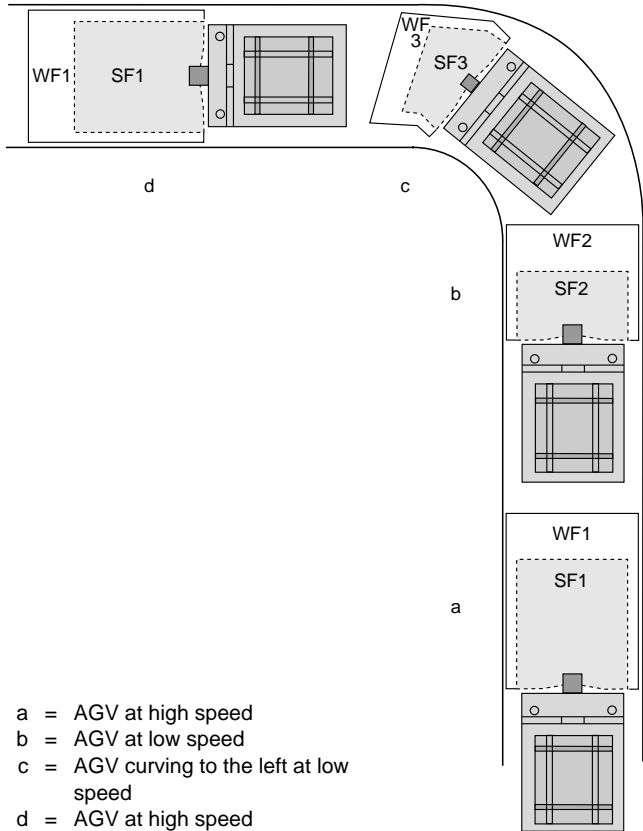 WF1
SF1
WF
3
SF3
d
c
WF2
SF2
b
WF1
SF1
a
a = AGV at high speed
b = AGV at low speed
c = AGV curving to the left at low
speed
d = AGV at high speed